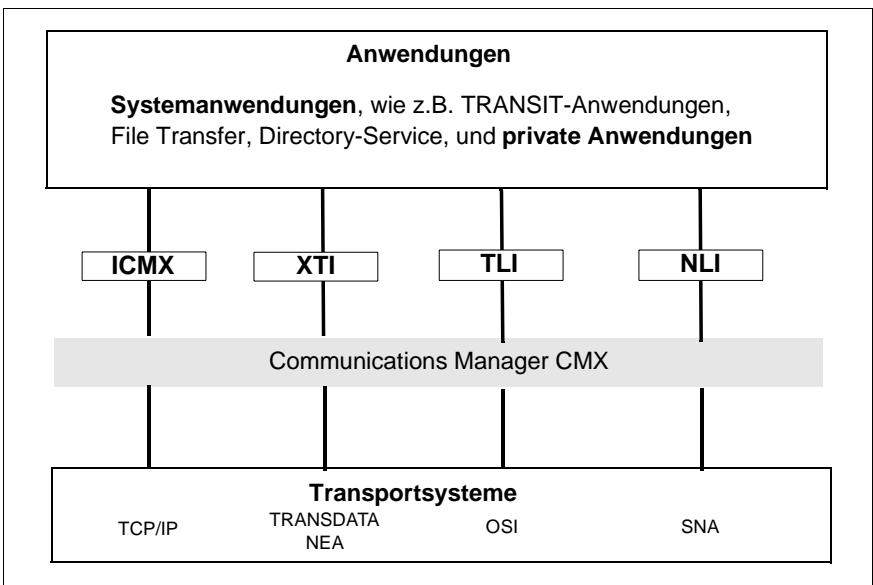 Anwendungen
Systemanwendungen, wie z.B. TRANSIT-Anwendungen,
File Transfer, Directory-Service, und private Anwendungen
ICMX XTI TLI NLI
Communications Manager CMX
Transportsysteme
TCP/IP TRANSDATA OSI SNA
NEA